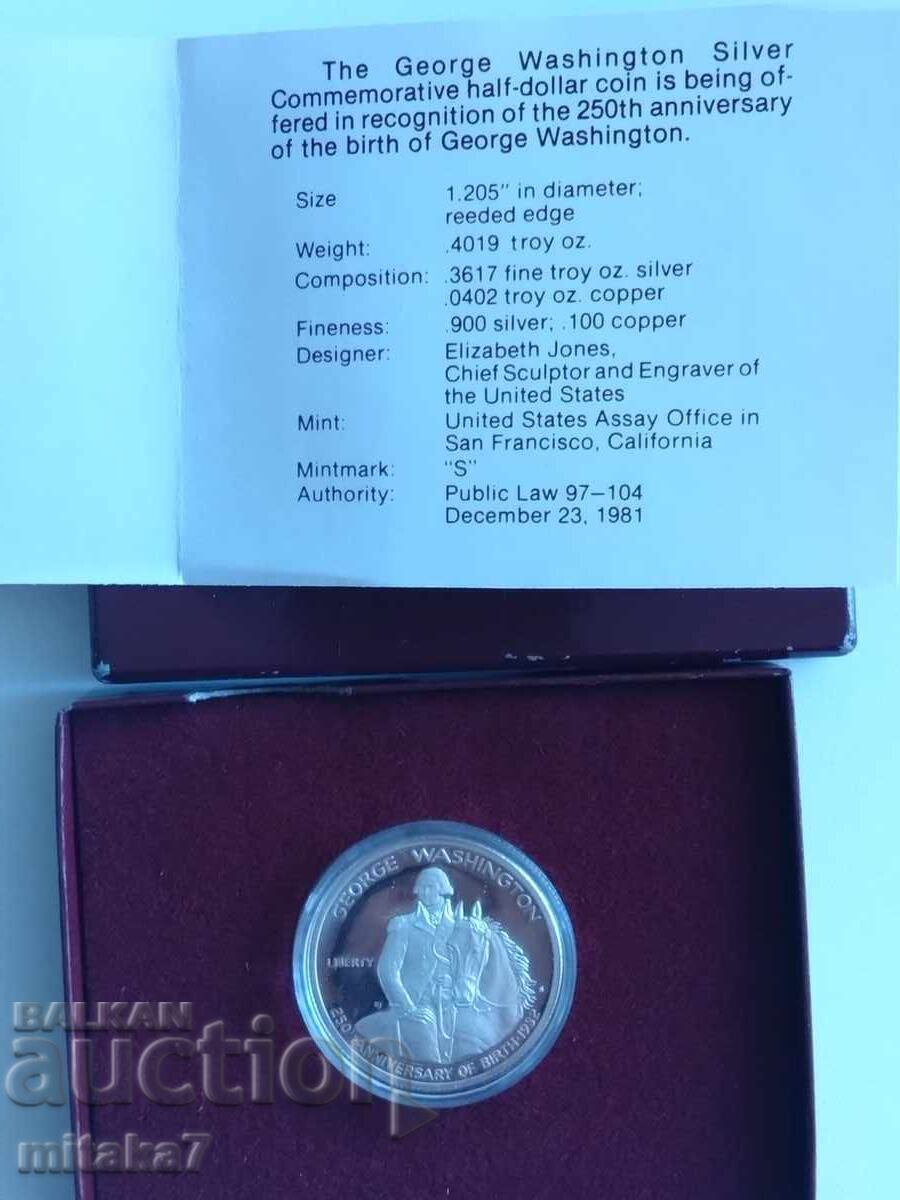 The George Washington Silver
Commemorative half-dollar coin is being of-
fered in recognition of the 250th anniversary
of the birth of George Washington.
Size 1.205" in diameter;
reeded edge
Weight: .4019 troy oz.
Composition: .3617 fine troy oz. silver
.0402 troy oz. copper
Fineness: .900 silver; .100 copper
Designer: Elizabeth Jones,
Chief Sculptor and Engraver of
the United States
Mint: United States Assay Office in
San Francisco, California
Mintmark: "S"
Authority: Public Law 97–104
December 23, 1981
GEORGE WASHINGTON
LIBERTY
250TH ANNIVERSARY OF BIRTH·1982
BALKAN
auction
mitaka7